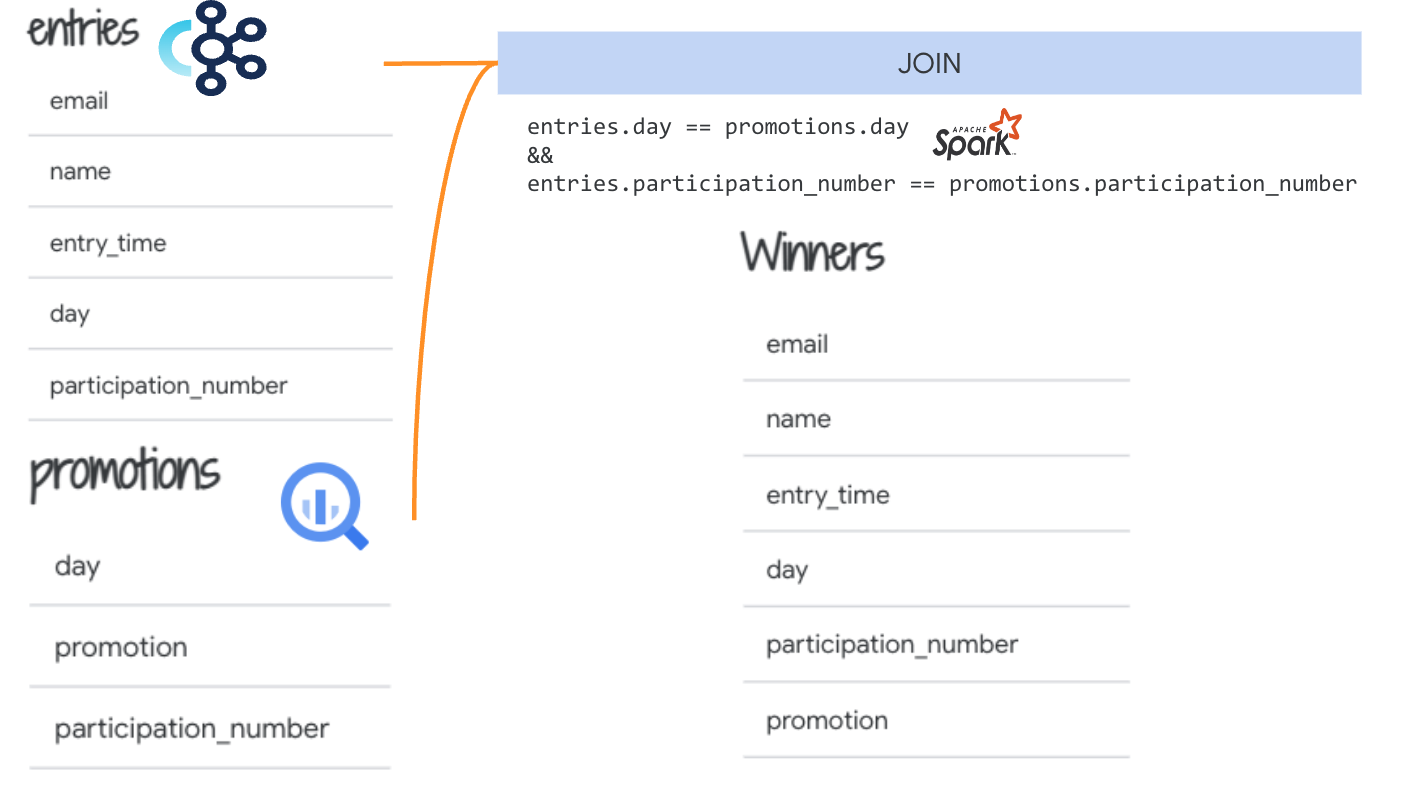 entries
email
name
entry_time
day
participation_number
promotions
day
promotion
participation_number
JOIN
entries.day == promotions.day
&&
entries.participation_number == promotions.participation_number
APACHE
Spark™
Winners
email
name
entry_time
day
participation_number
promotion